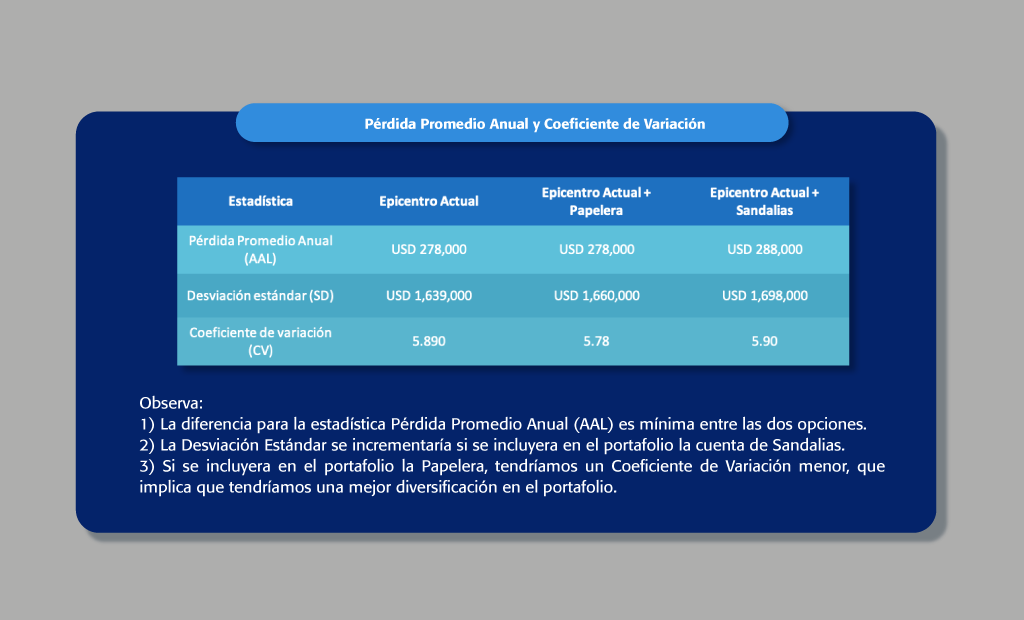 Pérdida Promedio Anual y Coeficiente de Variación
Estadística
Epicentro Actual
Epicentro Actual +
Papelera
Epicentro Actual +
Sandalias
Pérdida Promedio Anual
(AAL)
USD 278,000
USD 278,000
USD 288,000
Desviación estándar (SD)
USD 1,639,000
USD 1,660,000
USD 1,698,000
Coeficiente de variación
(CV)
5.890
5.78
5.90
Observa:
1) La diferencia para la estadística Pérdida Promedio Anual (AAL) es mínima entre las dos opciones.
2) La Desviación Estándar se incrementaría si se incluyera en el portafolio la cuenta de Sandalias.
3) Si se incluyera en el portafolio la Papelera, tendríamos un Coeficiente de Variación menor, que
implica que tendríamos una mejor diversificación en el portafolio.